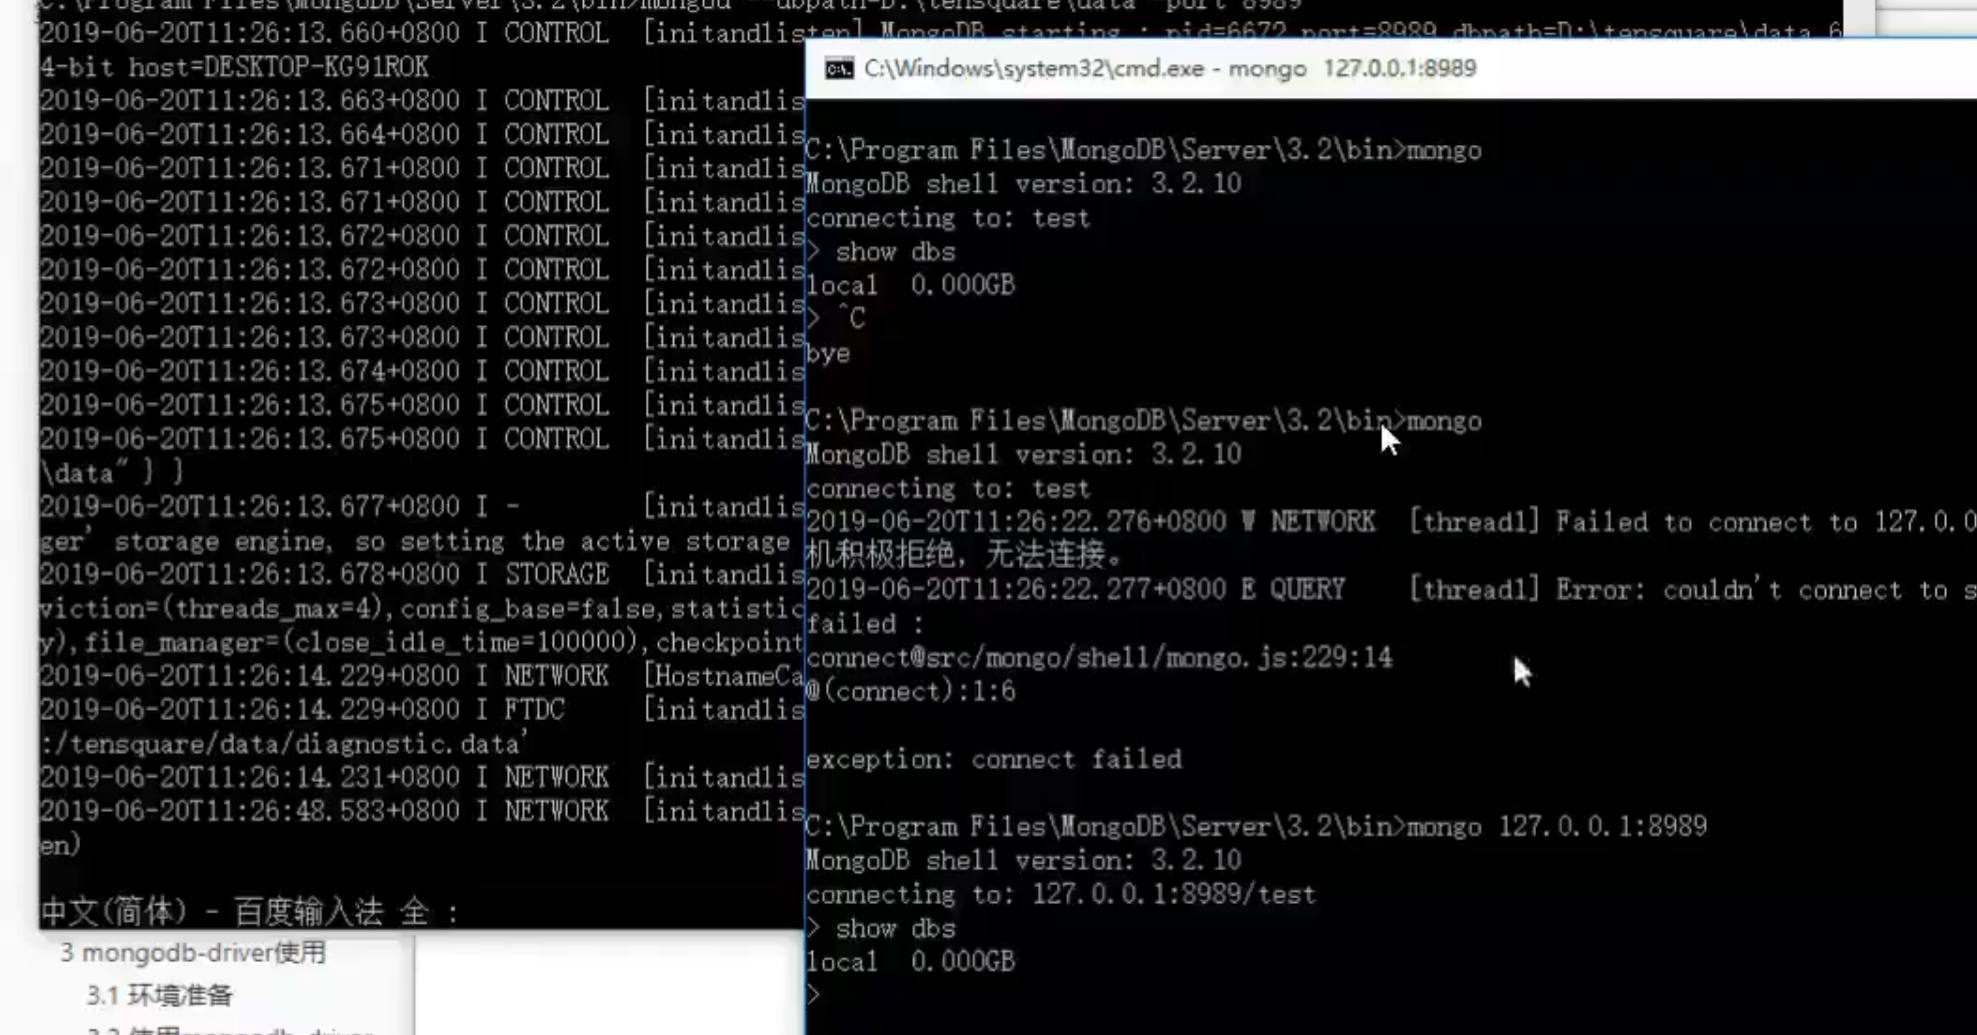 C:\Program Files\MongoDB\Server\3.2\bin>mongod --dbpath=D:\tensquare\data -port 8989
2019-06-20T11:26:13.660+0800 I CONTROL [initandlisten] MongoDB starting : pid=6672 port=8989 dbpath=D:\tensquare\data 6
4-bit host=DESKTOP-KG91ROK
2019-06-20T11:26:13.663+0800 I CONTROL [initandlis
2019-06-20T11:26:13.664+0800 I CONTROL [initandlis
2019-06-20T11:26:13.671+0800 I CONTROL [initandlis
2019-06-20T11:26:13.671+0800 I CONTROL [initandlis
2019-06-20T11:26:13.672+0800 I CONTROL [initandlis
2019-06-20T11:26:13.672+0800 I CONTROL [initandlis
2019-06-20T11:26:13.673+0800 I CONTROL [initandlis
2019-06-20T11:26:13.673+0800 I CONTROL [initandlis
2019-06-20T11:26:13.674+0800 I CONTROL [initandlis
2019-06-20T11:26:13.675+0800 I CONTROL [initandlis
2019-06-20T11:26:13.675+0800 I CONTROL [initandlis
\data" } }
2019-06-20T11:26:13.677+0800 I - [initandlis
ger' storage engine, so setting the active storage
2019-06-20T11:26:13.678+0800 I STORAGE [initandlis
viction=(threads_max=4),config_base=false,statistic
y),file_manager=(close_idle_time=100000),checkpoint
2019-06-20T11:26:14.229+0800 I NETWORK [HostnameCa
2019-06-20T11:26:14.229+0800 I FTDC [initandlis
:/tensquare/data/diagnostic.data'
2019-06-20T11:26:14.231+0800 I NETWORK [initandlis
2019-06-20T11:26:48.583+0800 I NETWORK [initandlis
en)
中文(简体) - 百度输入法 全 :
3 mongodb-driver使用
3.1 环境准备
C:\Windows\system32\cmd.exe - mongo 127.0.0.1:8989
C:\Program Files\MongoDB\Server\3.2\bin>mongo
MongoDB shell version: 3.2.10
connecting to: test
> show dbs
local 0.000GB
> ^C
bye
C:\Program Files\MongoDB\Server\3.2\bin>mongo
MongoDB shell version: 3.2.10
connecting to: test
2019-06-20T11:26:22.276+0800 W NETWORK [thread1] Failed to connect to 127.0.0
机积极拒绝，无法连接。
2019-06-20T11:26:22.277+0800 E QUERY [thread1] Error: couldn't connect to s
failed :
connect@src/mongo/shell/mongo.js:229:14
@(connect):1:6
exception: connect failed
C:\Program Files\MongoDB\Server\3.2\bin>mongo 127.0.0.1:8989
MongoDB shell version: 3.2.10
connecting to: 127.0.0.1:8989/test
> show dbs
local 0.000GB
>